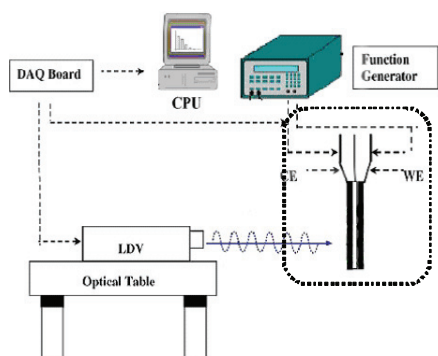 DAQ Board
CPU
Function
Generator
CE
WE
LDV
Optical Table